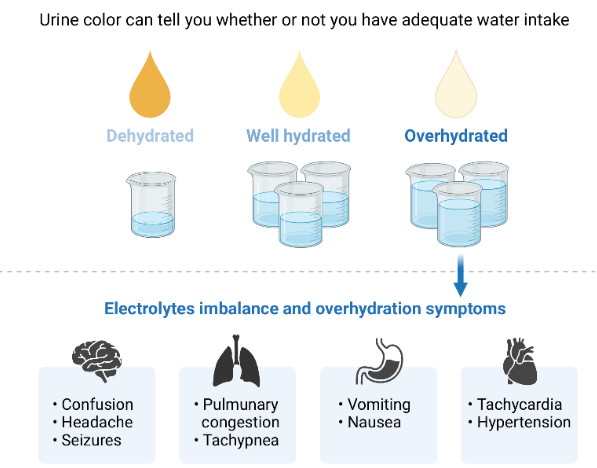 Urine color can tell you whether or not you have adequate water intake
Dehydrated
Well hydrated
Overhydrated
Electrolytes imbalance and overhydration symptoms
• Confusion
• Headache
• Seizures
• Pulmunary
congestion
• Tachypnea
• Vomiting
• Nausea
• Tachycardia
• Hypertension